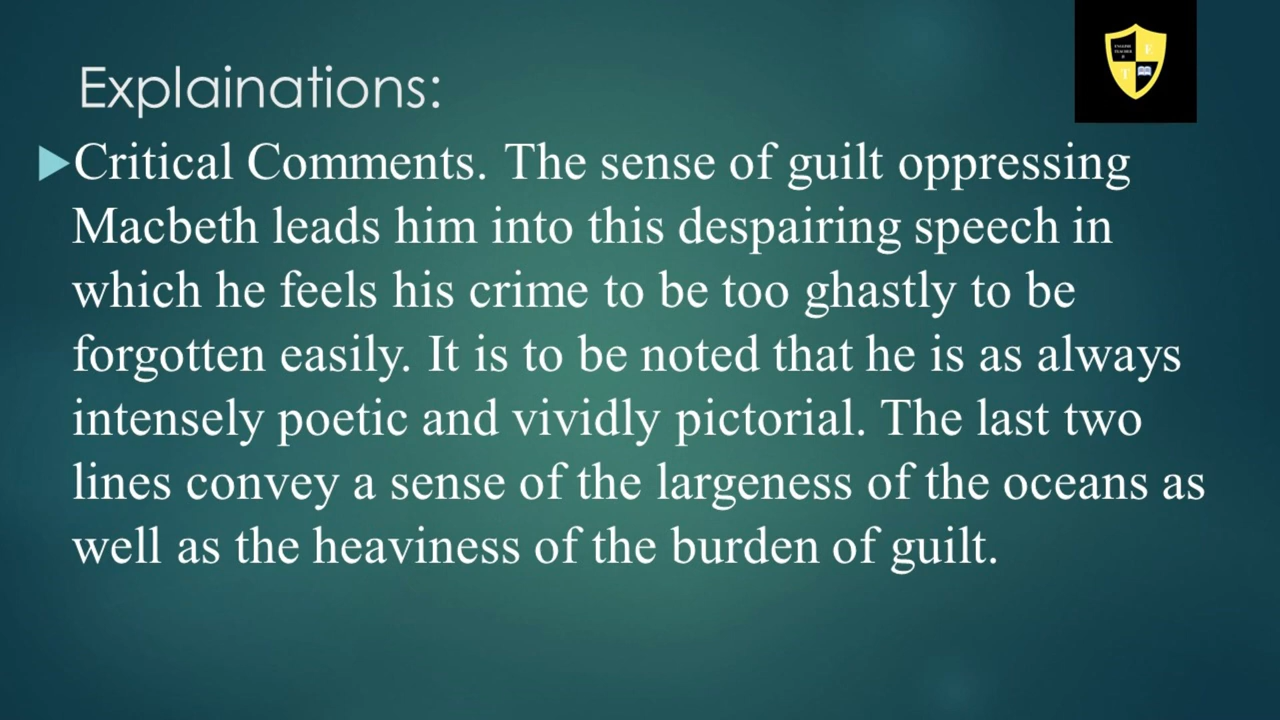 Explainations:
Critical Comments. The sense of guilt oppressing
Macbeth leads him into this despairing speech in
which he feels his crime to be too ghastly to be
forgotten easily. It is to be noted that he is as always
intensely poetic and vividly pictorial. The last two
lines convey a sense of the largeness of the oceans as
well as the heaviness of the burden of guilt.
E
T